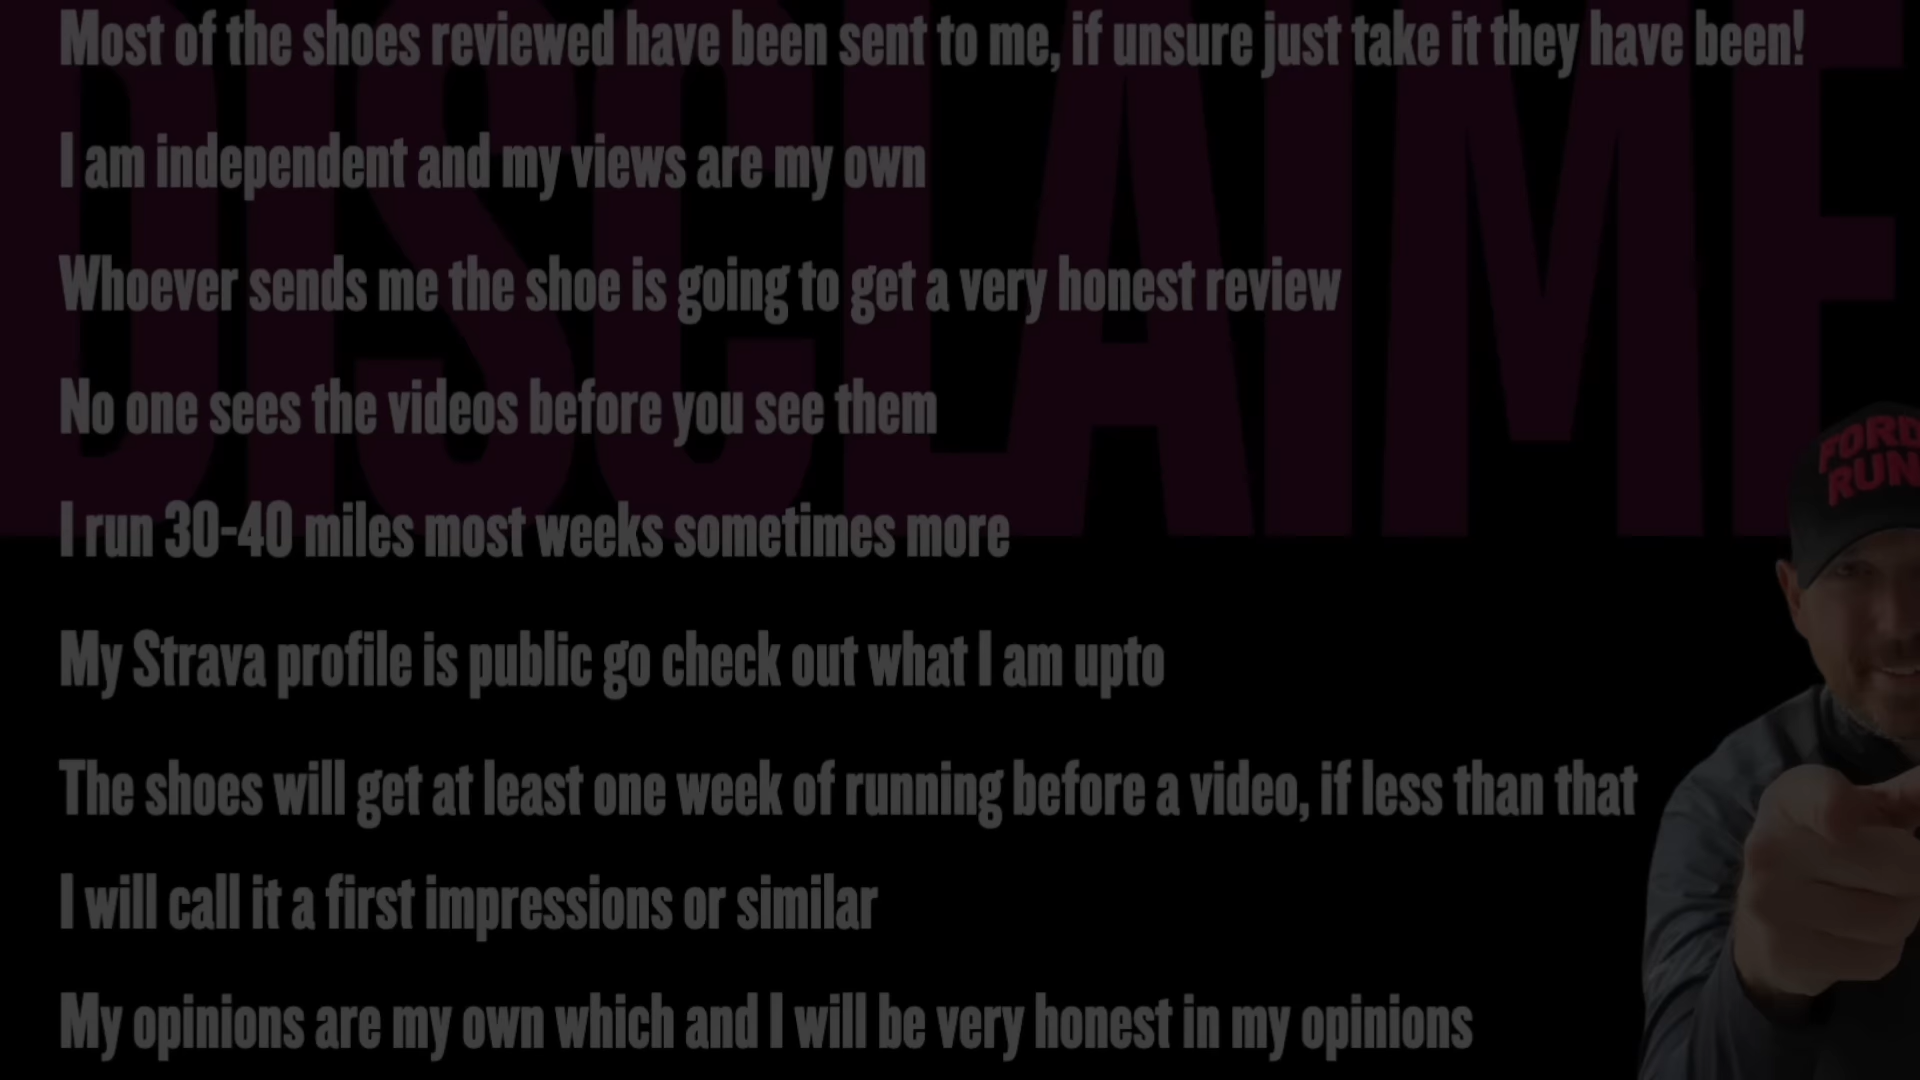 DISCLAIME
Most of the shoes reviewed have been sent to me, if unsure just take it they have been!
I am independent and my views are my own
Whoever sends me the shoe is going to get a very honest review
No one sees the videos before you see them
I run 30-40 miles most weeks sometimes more
My Strava profile is public go check out what I am upto
The shoes will get at least one week of running before a video, if less than that
I will call it a first impressions or similar
My opinions are my own which and I will be very honest in my opinions
FORD
RUN